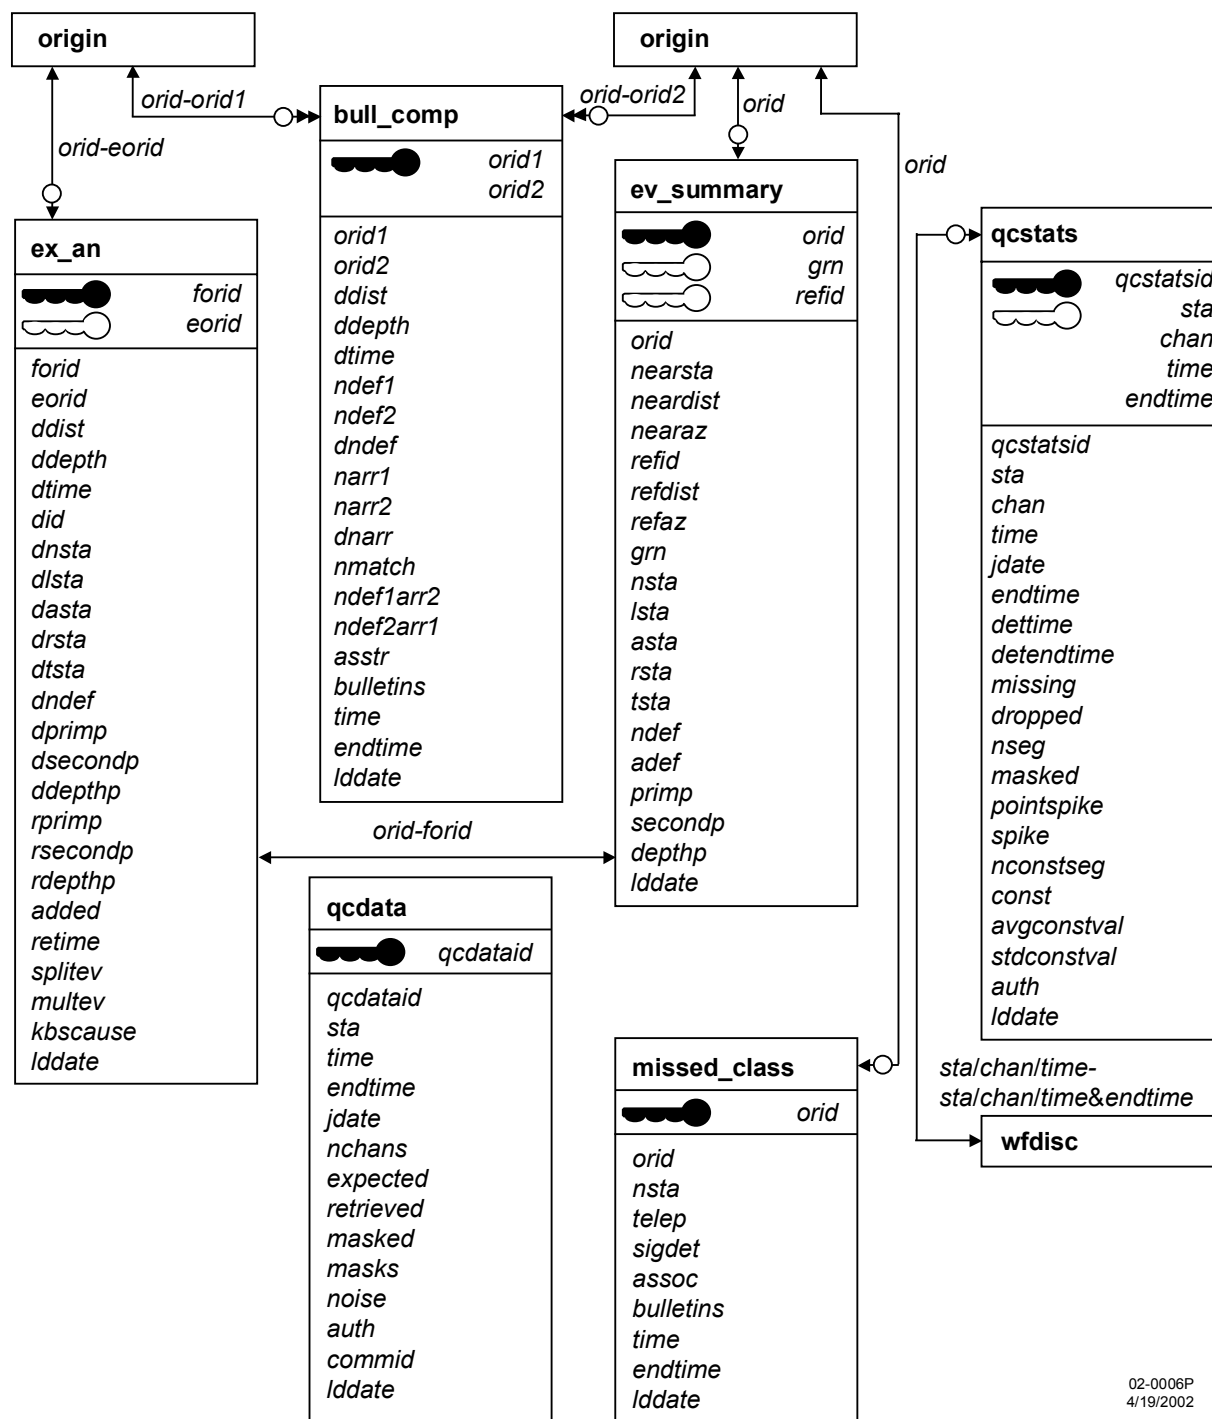 origin
orid-orid1
orid-eorid
ex_an
forid
eorid
forid
eorid
ddist
ddepth
dtime
did
dnsta
dlsta
dasta
drsta
dtsta
dndef
dprimp
dsecondp
ddepthp
rprimp
rsecondp
rdepthp
added
retime
splitev
multev
kbscause
lddate
bull_comp
orid1
orid2
orid1
orid2
ddist
ddepth
dtime
ndef1
ndef2
dndef
narr1
narr2
dnarr
nmatch
ndef1arr2
ndef2arr1
asstr
bulletins
time
endtime
lddate
orid-forid
qcdata
qcdataid
qcdataid
sta
time
endtime
jdate
nchans
expected
retrieved
masked
masks
noise
auth
commid
lddate
origin
orid-orid2
orid
orid
ev_summary
orid
grn
refid
orid
nearsta
neardist
nearaz
refid
refdist
refaz
grn
nsta
lsta
asta
rsta
tsta
ndef
adef
primp
secondp
depthp
lddate
missed_class
orid
orid
nsta
telep
sigdet
assoc
bulletins
time
endtime
lddate
qcstats
qcstatsid
sta
chan
time
endtime
qcstatsid
sta
chan
time
jdate
endtime
dettime
detendtime
missing
dropped
nseg
masked
pointspike
spike
nconstseg
const
avgconstval
stdconstval
auth
lddate
sta/chan/time-
sta/chan/time&endtime
wfdisc
02-0006P
4/19/2002